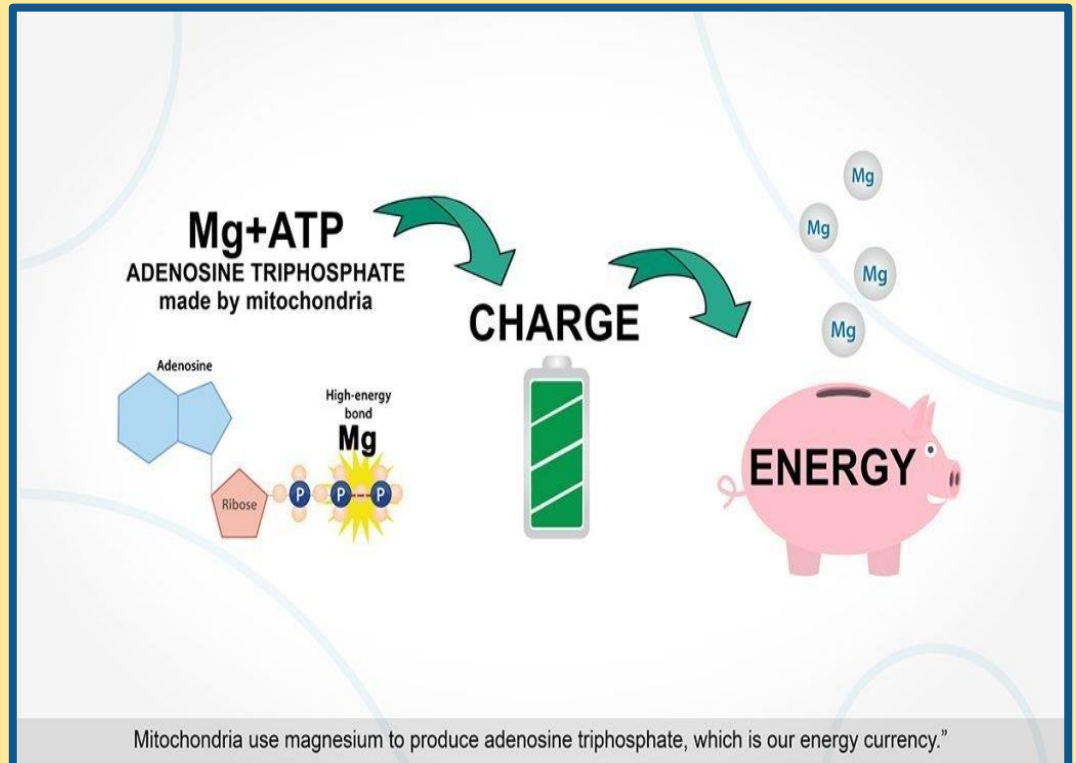 Mg+ATP
ADENOSINE TRIPHOSPHATE
made by mitochondria
Adenosine
High-energy
bond
Mg
Ribose
P
P
P
CHARGE
Mg
Mg
Mg
Mg
ENERGY
Mitochondria use magnesium to produce adenosine triphosphate, which is our energy currency.”